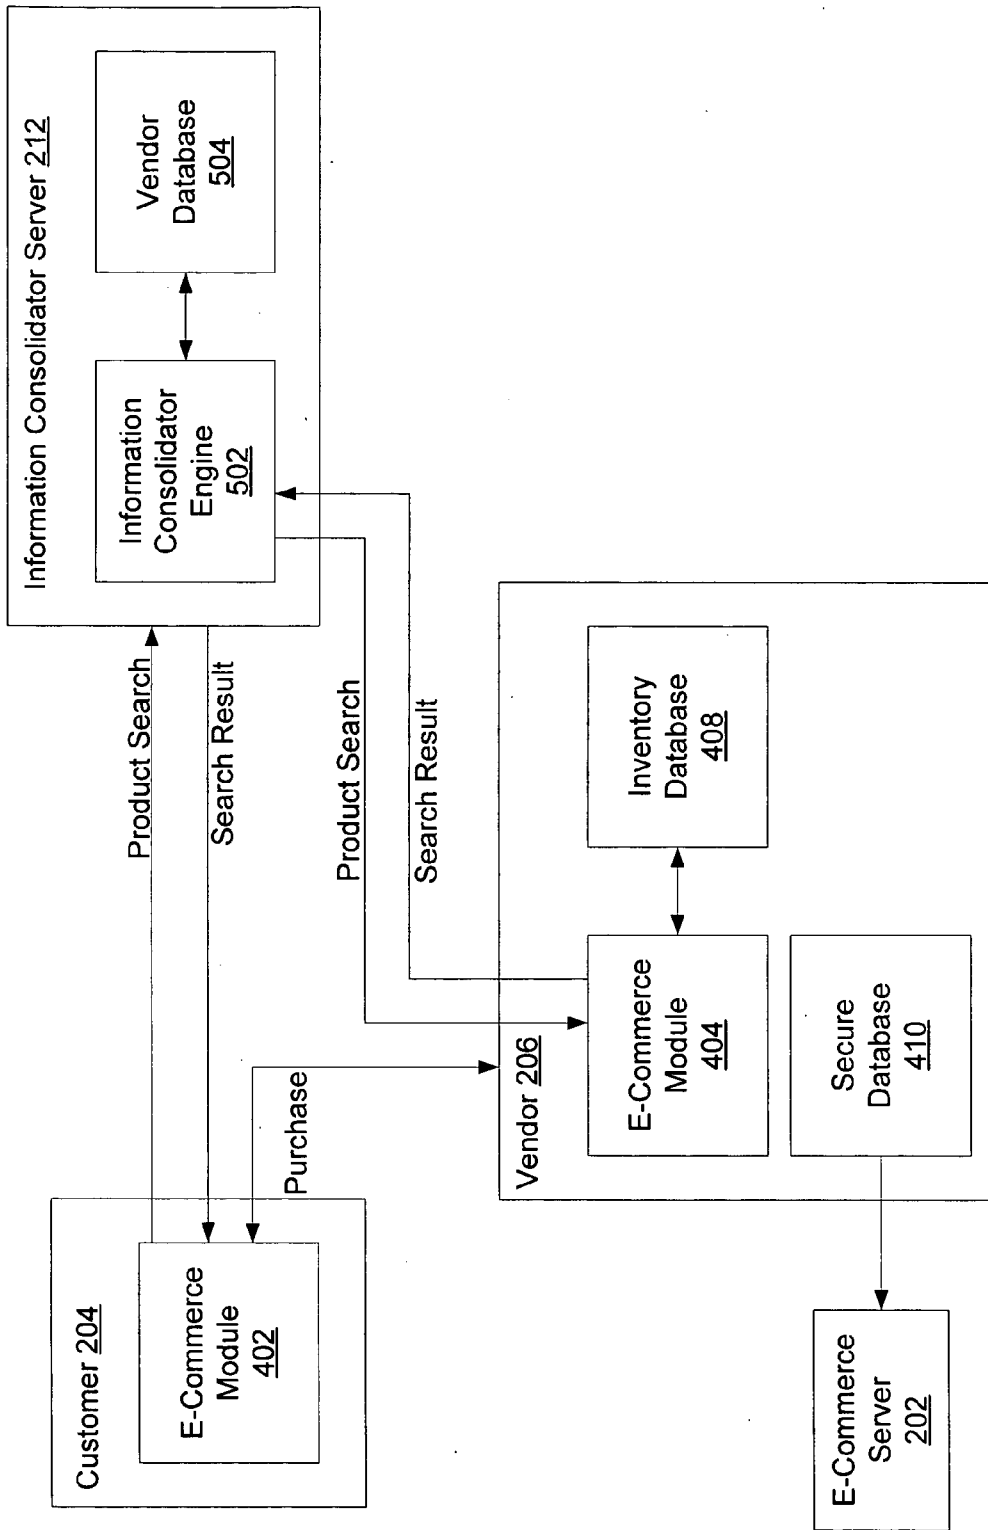 Customer 204
E-Commerce
Module
402
Product Search
Search Result
Purchase
Information Consolidator Server 212
Information
Consolidator
Engine
502
Vendor
Database
504
Product Search
Search Result
Vendor 206
E-Commerce
Module
404
Inventory
Database
408
Secure
Database
410
E-Commerce
Server
202